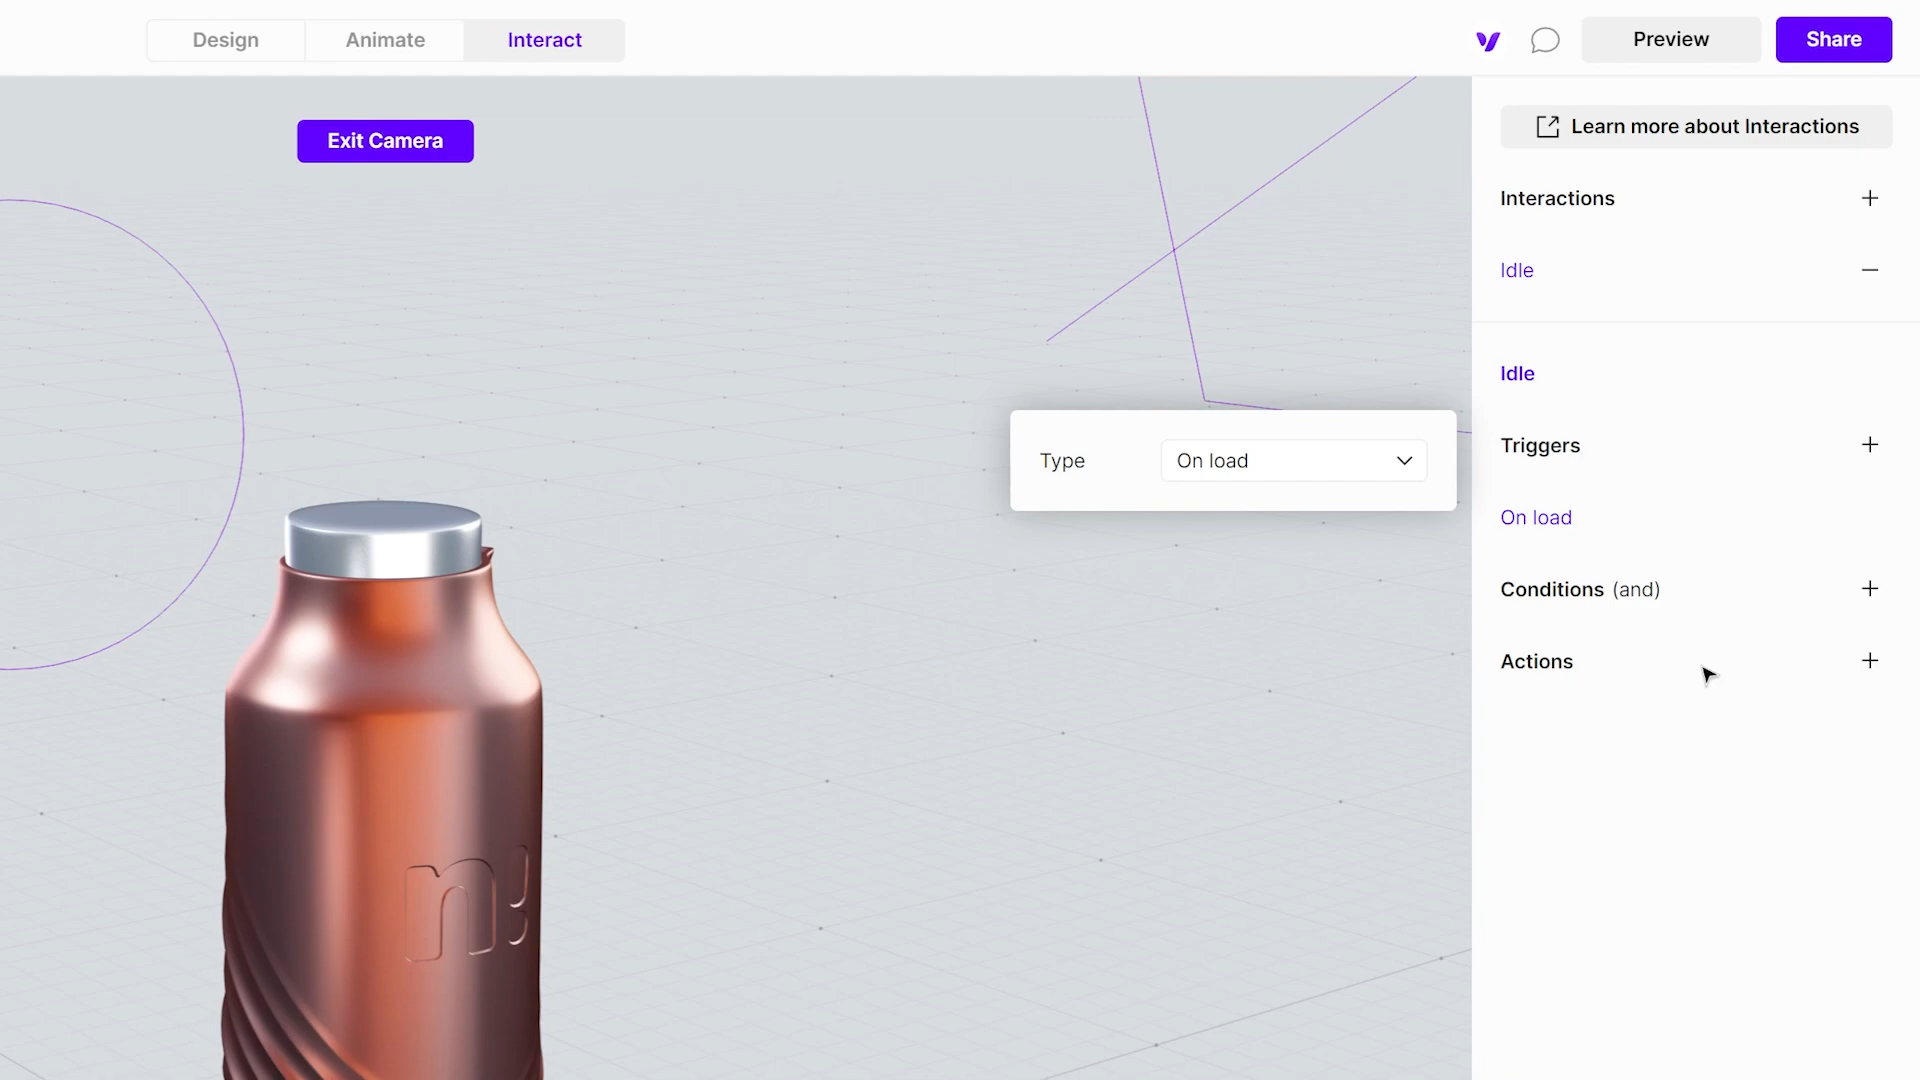 Design
Animate
Interact
Preview
Share
Exit Camera
Learn more about Interactions
Interactions
Idle
Idle
Triggers
Type
On load
On load
Conditions (and)
Actions
n!